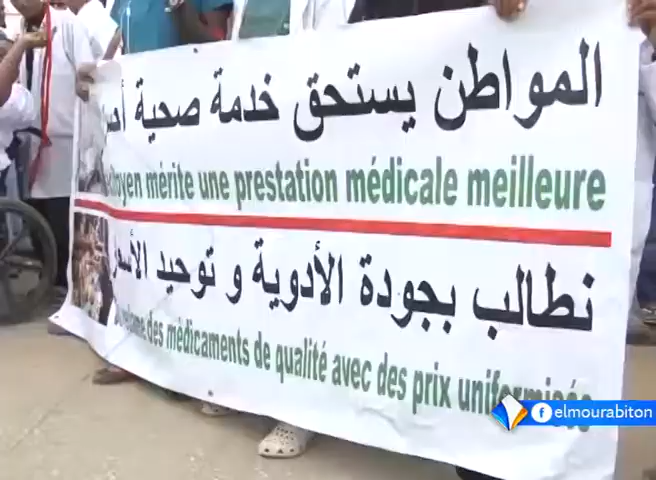 المواطن يستحق خدمة صحية
mérite une prestation médicale meilleure
نطالب بجودة الأدوية و توحيد
des médicaments de qualité avec des prix
elmourabiton